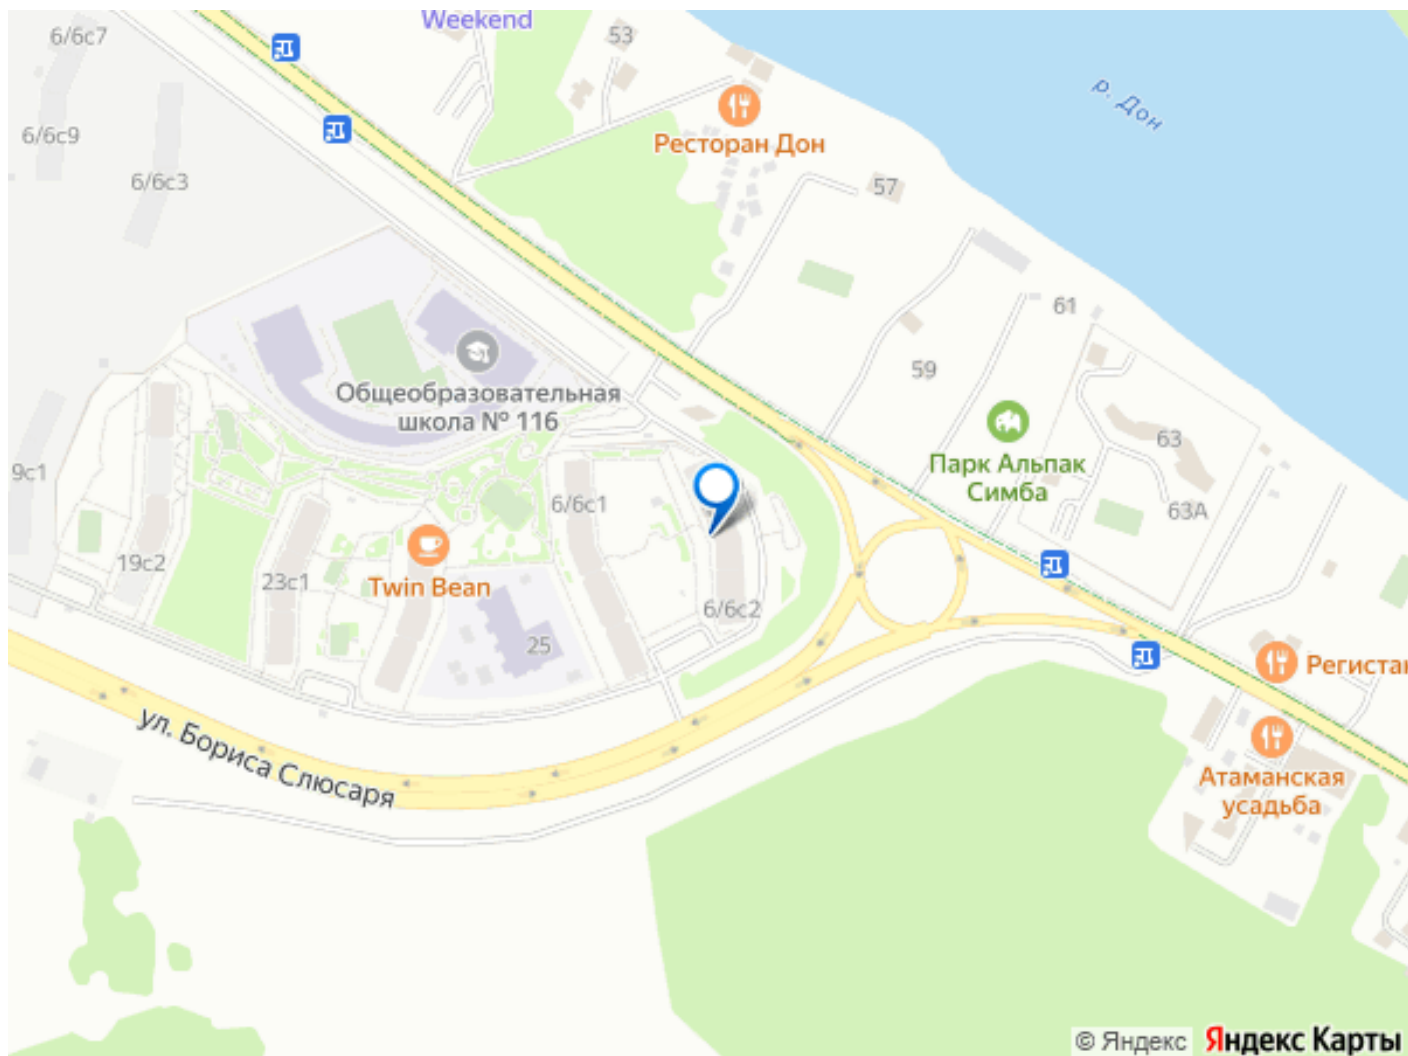 6/6с7
Weekend
53
р. Дон
6/6с9
Ресторан Дон
6/6с3
57
61
59
Общеобразовательная
школа № 116
63
Парк Альпак
Симба
9с1
6/6с1
63А
19с2
23с1
Twin Bean
6/6с2
25
Регистан
ул. Бориса Слюсаря
Атаманская
усадьба
© Яндекс
Яндекс Карты